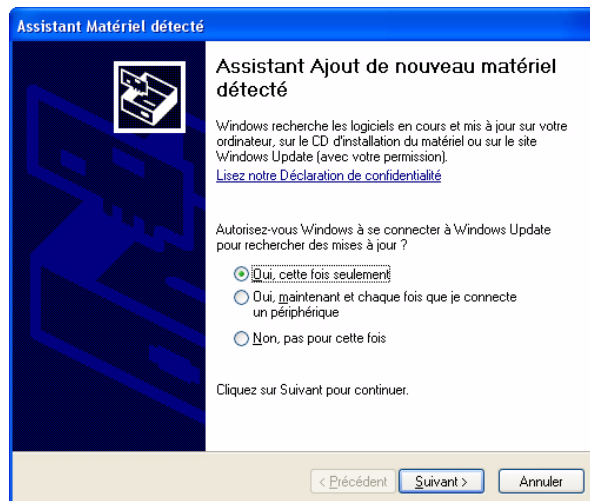 Assistant Matériel détecté
Assistant Ajout de nouveau matériel
détecté
Windows recherche les logiciels en cours et mis à jour sur votre
ordinateur, sur le CD d'installation du matériel ou sur le site
Windows Update (avec votre permission).
Lisez notre Déclaration de confidentialité
Autorisez-vous Windows à se connecter à Windows Update
pour rechercher des mises à jour ?
Oui, cette fois seulement
Oui, maintenant et chaque fois que je connecte
un périphérique
Non, pas pour cette fois
Cliquez sur Suivant pour continuer.
< Précédent Suivant > Annuler